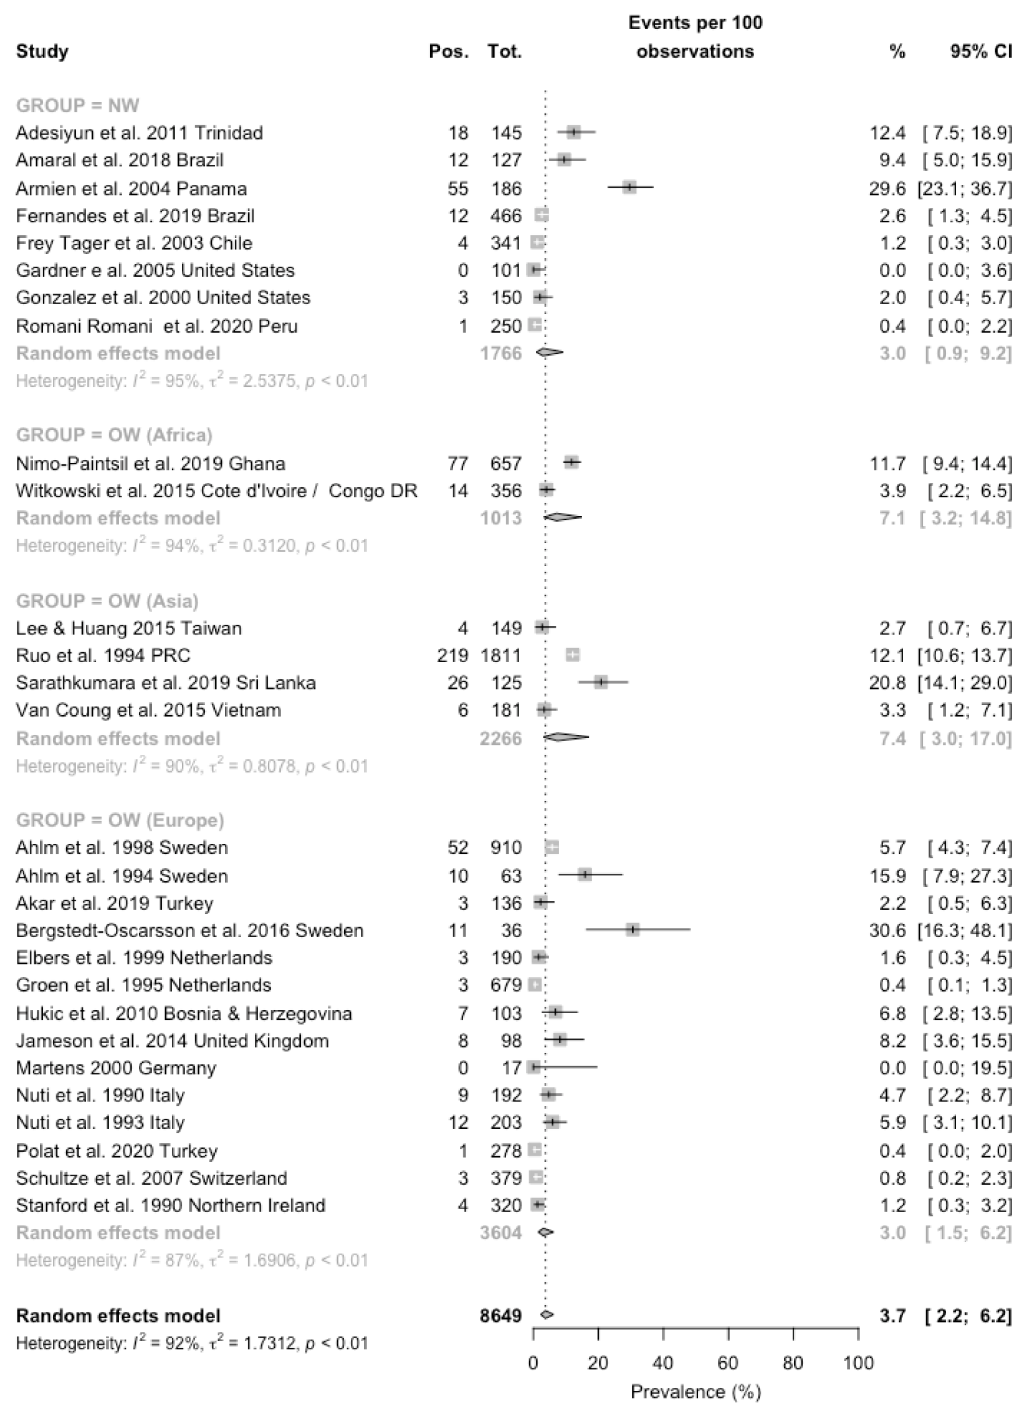 Events per 100
Study Pos. Tot. observations % 95% CI
GROUP = NW
Adesiyun et al. 2011 Trinidad 18 145 12.4 [ 7.5; 18.9]
Amaral et al. 2018 Brazil 12 127 9.4 [ 5.0; 15.9]
Armien et al. 2004 Panama 55 186 29.6 [23.1; 36.7]
Fernandes et al. 2019 Brazil 12 466 2.6 [ 1.3; 4.5]
Frey Tager et al. 2003 Chile 4 341 1.2 [ 0.3; 3.0]
Gardner e al. 2005 United States 0 101 0.0 [ 0.0; 3.6]
Gonzalez et al. 2000 United States 3 150 2.0 [ 0.4; 5.7]
Romani Romani et al. 2020 Peru 1 250 0.4 [ 0.0; 2.2]
Random effects model 1766 3.0 [ 0.9; 9.2]
Heterogeneity: I² = 95%, τ² = 2.5375, p < 0.01
GROUP = OW (Africa)
Nimo-Paintsil et al. 2019 Ghana 77 657 11.7 [ 9.4; 14.4]
Witkowski et al. 2015 Cote d'Ivoire / Congo DR 14 356 3.9 [ 2.2; 6.5]
Random effects model 1013 7.1 [ 3.2; 14.8]
Heterogeneity: I² = 94%, τ² = 0.3120, p < 0.01
GROUP = OW (Asia)
Lee & Huang 2015 Taiwan 4 149 2.7 [ 0.7; 6.7]
Ruo et al. 1994 PRC 219 1811 12.1 [10.6; 13.7]
Sarathkumara et al. 2019 Sri Lanka 26 125 20.8 [14.1; 29.0]
Van Coung et al. 2015 Vietnam 6 181 3.3 [ 1.2; 7.1]
Random effects model 2266 7.4 [ 3.0; 17.0]
Heterogeneity: I² = 90%, τ² = 0.8078, p < 0.01
GROUP = OW (Europe)
Ahlm et al. 1998 Sweden 52 910 5.7 [ 4.3; 7.4]
Ahlm et al. 1994 Sweden 10 63 15.9 [ 7.9; 27.3]
Akar et al. 2019 Turkey 3 136 2.2 [ 0.5; 6.3]
Bergstedt-Oscarsson et al. 2016 Sweden 11 36 30.6 [16.3; 48.1]
Elbers et al. 1999 Netherlands 3 190 1.6 [ 0.3; 4.5]
Groen et al. 1995 Netherlands 3 679 0.4 [ 0.1; 1.3]
Hukic et al. 2010 Bosnia & Herzegovina 7 103 6.8 [ 2.8; 13.5]
Jameson et al. 2014 United Kingdom 8 98 8.2 [ 3.6; 15.5]
Martens 2000 Germany 0 17 0.0 [ 0.0; 19.5]
Nuti et al. 1990 Italy 9 192 4.7 [ 2.2; 8.7]
Nuti et al. 1993 Italy 12 203 5.9 [ 3.1; 10.1]
Polat et al. 2020 Turkey 1 278 0.4 [ 0.0; 2.0]
Schultze et al. 2007 Switzerland 3 379 0.8 [ 0.2; 2.3]
Stanford et al. 1990 Northern Ireland 4 320 1.2 [ 0.3; 3.2]
Random effects model 3604 3.0 [ 1.5; 6.2]
Heterogeneity: I² = 87%, τ² = 1.6906, p < 0.01
Random effects model 8649 3.7 [ 2.2; 6.2]
Heterogeneity: I² = 92%, τ² = 1.7312, p < 0.01
0 20 40 60 80 100
Prevalence (%)